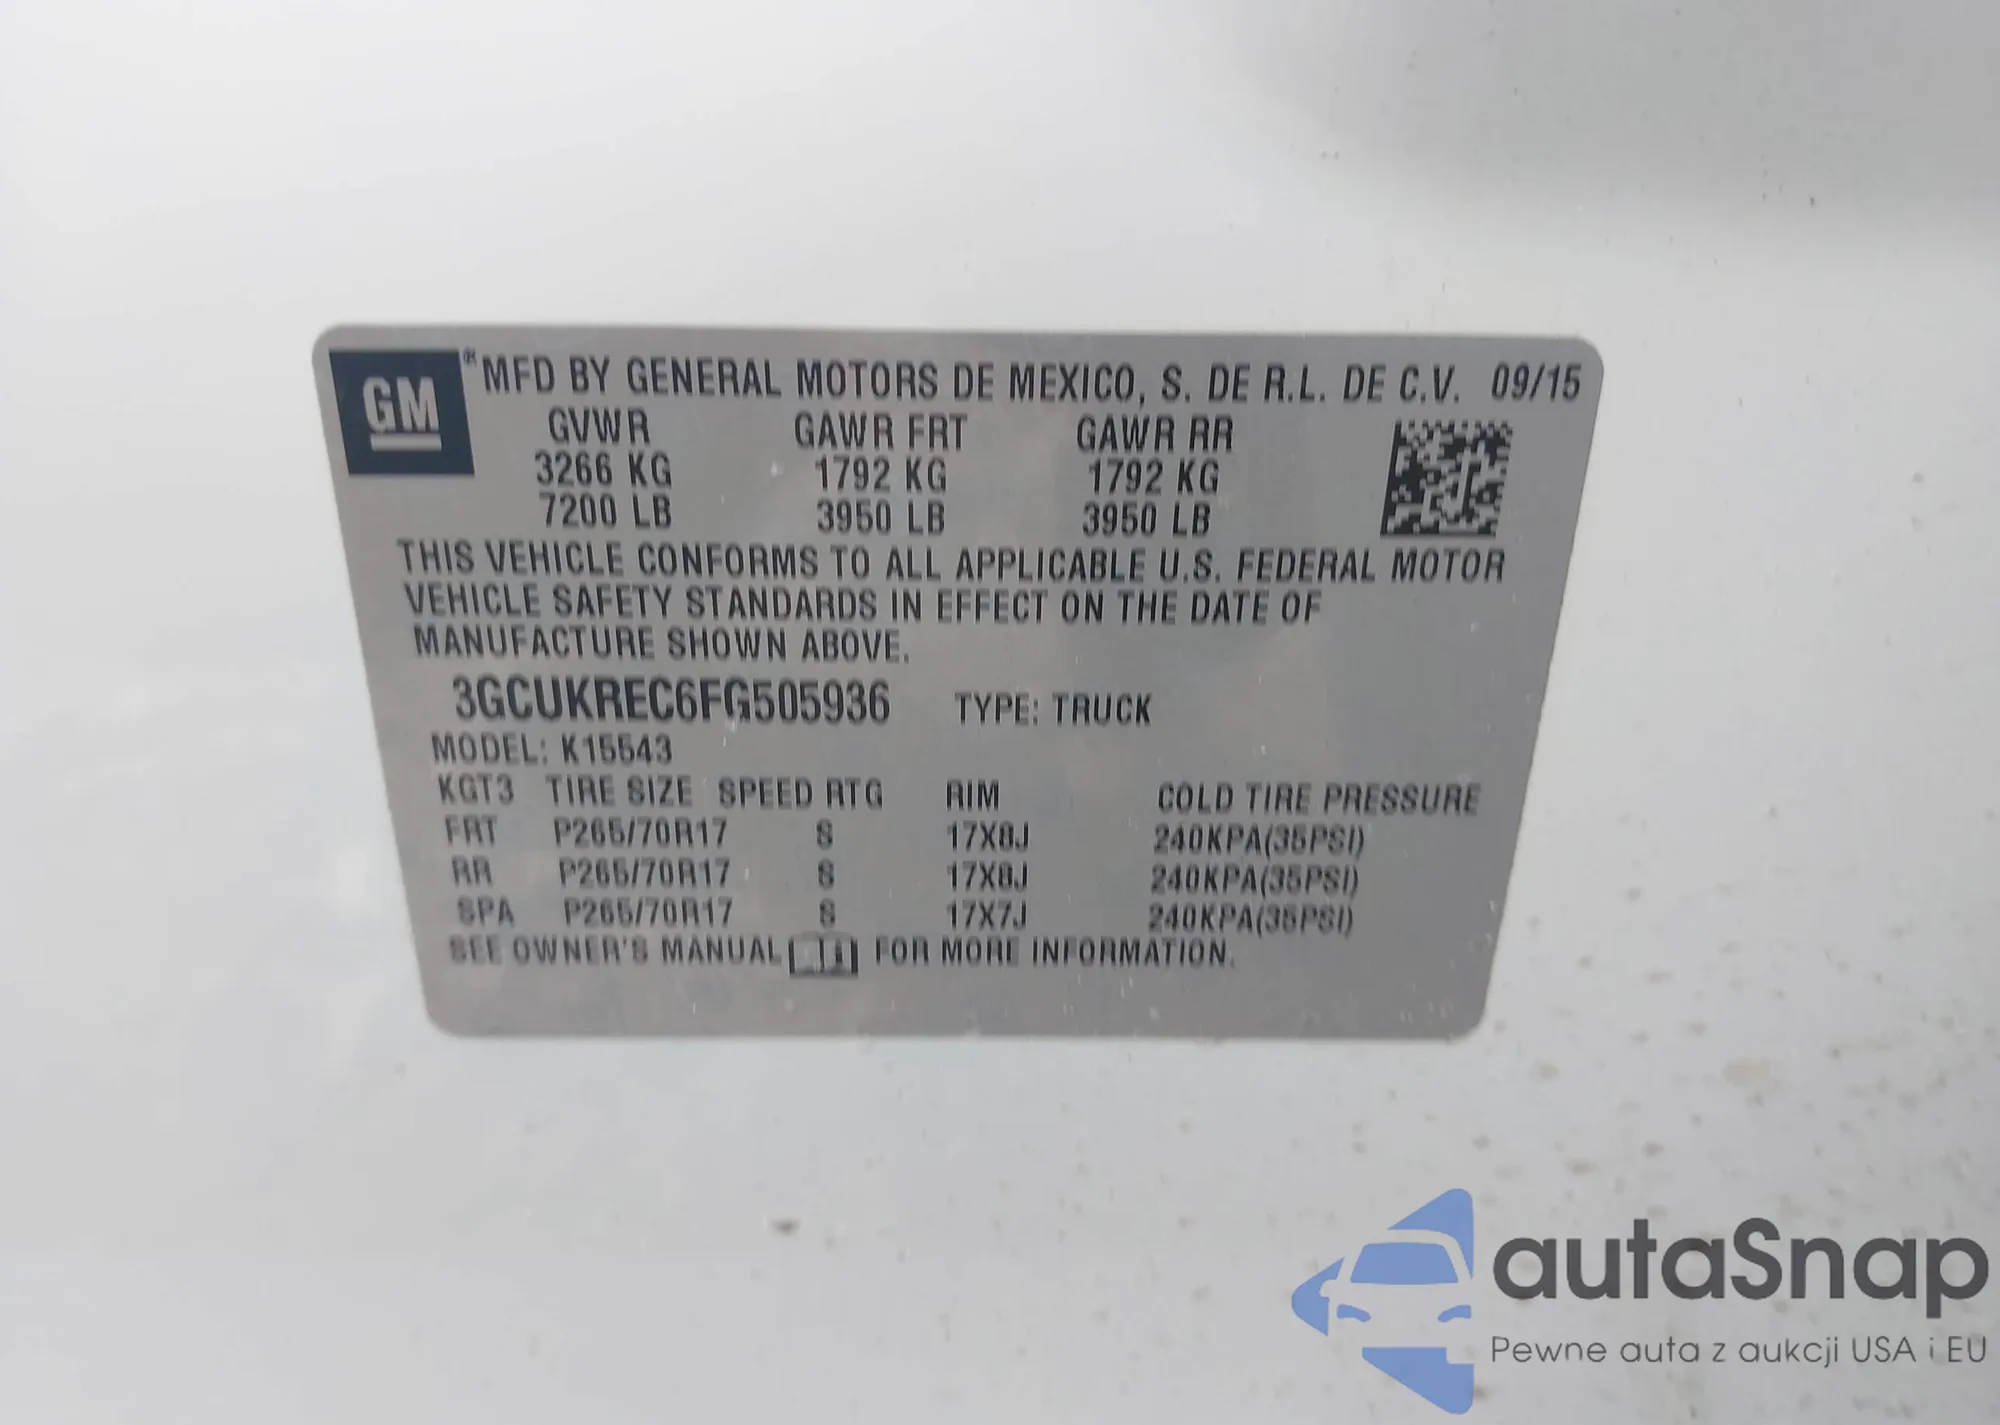 GM ® MFD BY GENERAL MOTORS DE MEXICO, S. DE R.L. DE C.V. 09/15
GVWR GAWR FRT GAWR RR
3266 KG 1792 KG 1792 KG
7200 LB 3950 LB 3950 LB
THIS VEHICLE CONFORMS TO ALL APPLICABLE U.S. FEDERAL MOTOR
VEHICLE SAFETY STANDARDS IN EFFECT ON THE DATE OF
MANUFACTURE SHOWN ABOVE.
3GCUKREC6FG505936 TYPE: TRUCK
MODEL: K15543
KGT3 TIRE SIZE SPEED RTG RIM COLD TIRE PRESSURE
FRT P265/70R17 S 17X8J 240KPA(35PSI)
RR P265/70R17 S 17X8J 240KPA(35PSI)
SPA P265/70R17 S 17X7J 240KPA(35PSI)
SEE OWNER'S MANUAL FOR MORE INFORMATION.
autaSnap
Pewne auta z aukcji USA i EU